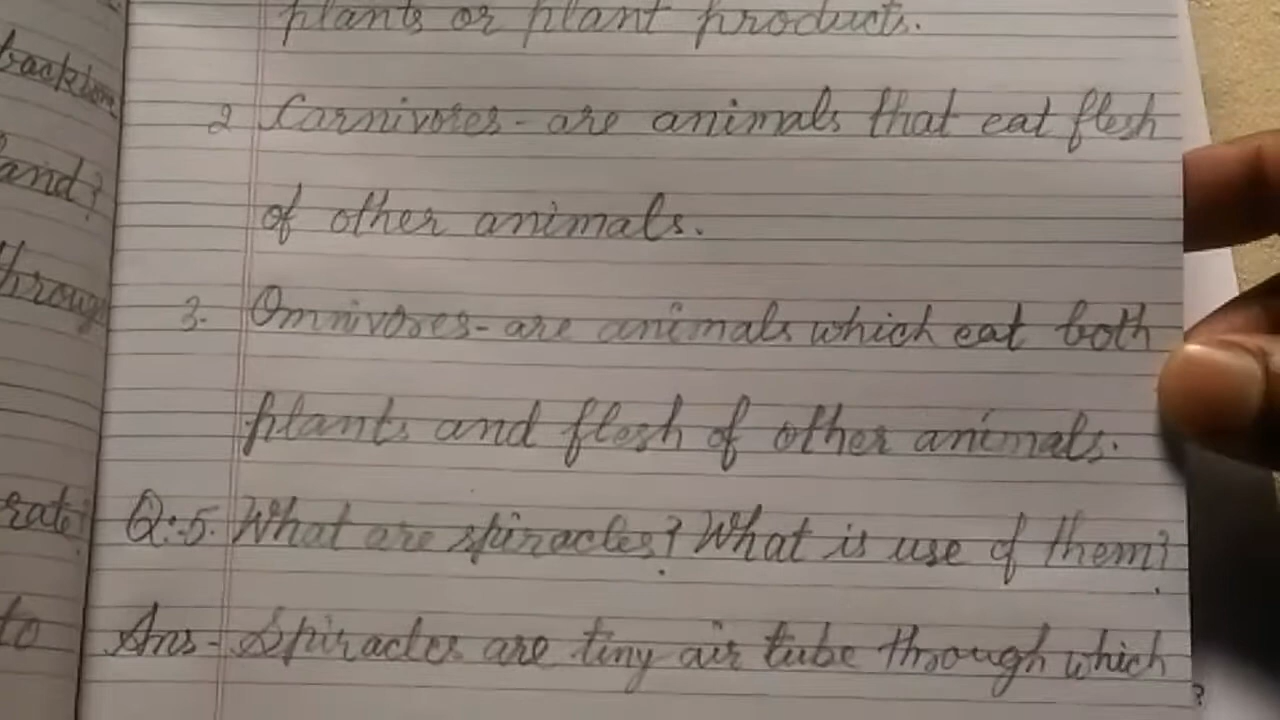 plants or plant products.
2 Carnivores - are animals that eat flesh
of other animals.
3. Omnivores - are animals which eat both
plants and flesh of other animals.
Q:-5. What are spiracles? What is use of them?
Ans - Spiracles are tiny air tube through which
and?
to